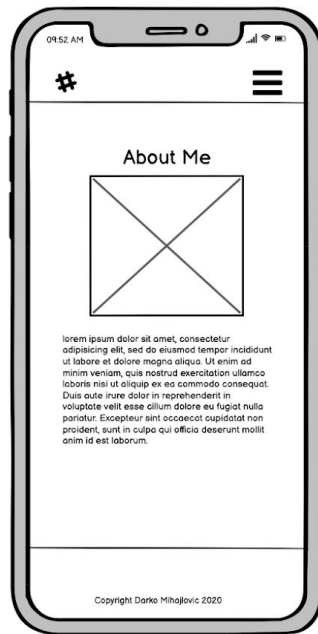 09:52 AM
#
About Me
lorem ipsum dolor sit amet, consectetur
adipisicing elit, sed do eiusmod tempor incididunt
ut labore et dolore magna aliqua. Ut enim ad
minim veniam, quis nostrud exercitation ullamco
laboris nisi ut aliquip ex ea commodo consequat.
Duis aute irure dolor in reprehenderit in
voluptate velit esse cillum dolore eu fugiat nulla
pariatur. Excepteur sint occaecat cupidatat non
proident, sunt in culpa qui officia deserunt mollit
anim id est laborum.
Copyright Darko Mihajlovic 2020